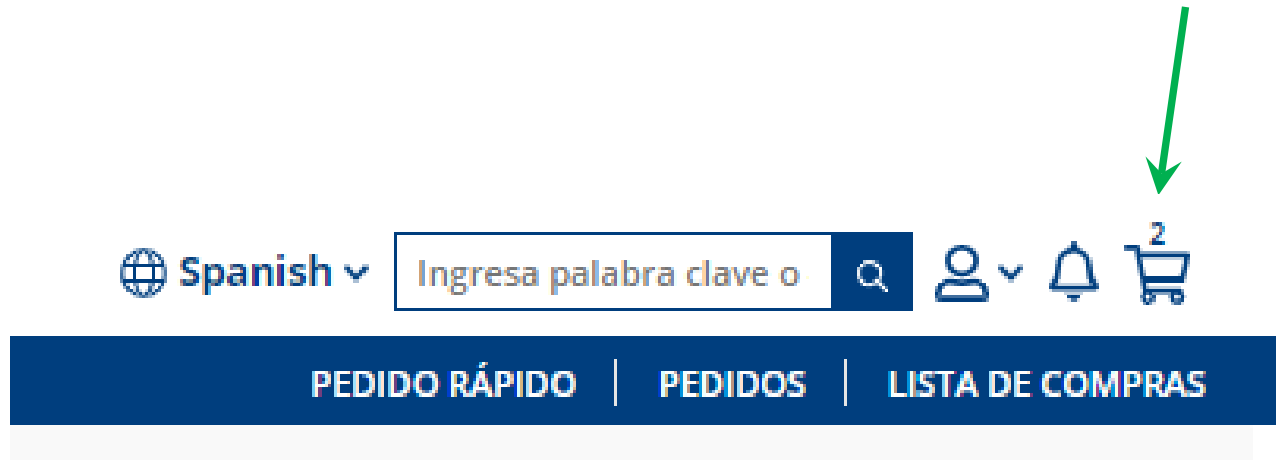 2
Spanish Ingresa palabra clave o
PEDIDO RÁPIDO PEDIDOS LISTA DE COMPRAS